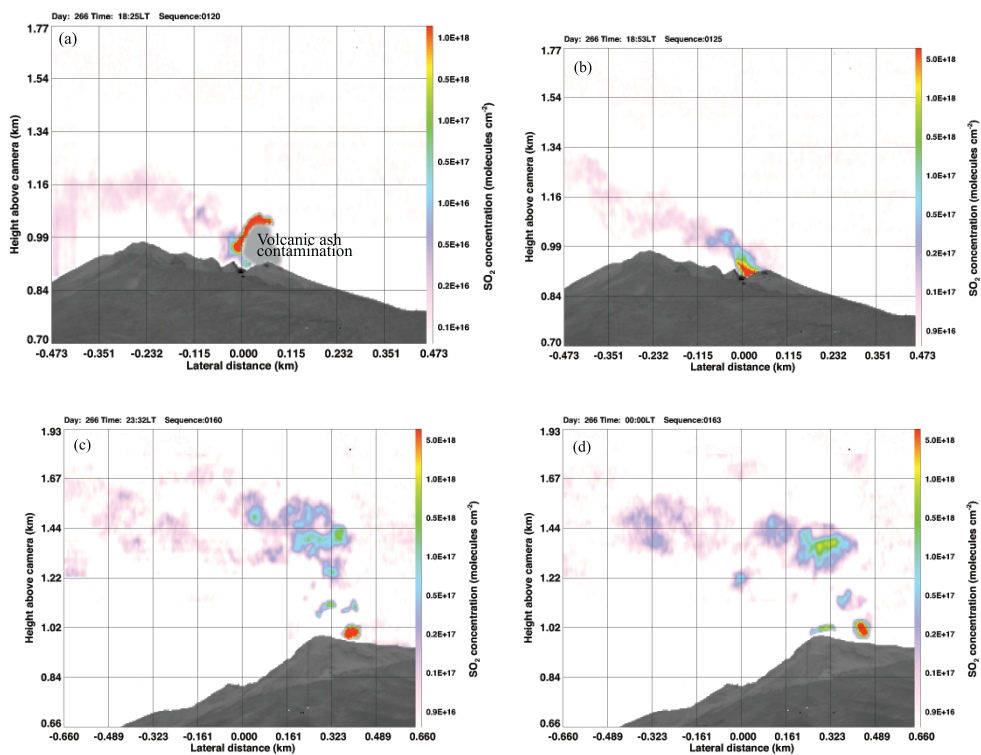 Day: 266 Time: 18:25LT Sequence:0120
(a)
1.77
1.54
1.34
1.16
0.99
0.84
0.70
Height above camera (km)
Volcanic ash
contamination
-0.473 -0.351 -0.232 -0.115 0.000 0.115 0.232 0.351 0.473
Lateral distance (km)
1.0E+18
0.5E+18
1.0E+17
0.5E+17
1.0E+16
0.5E+16
0.2E+16
0.1E+16
SO2 concentration (molecules cm-2)
Day: 266 Time: 18:53LT Sequence:0125
(b)
1.77
1.54
1.34
1.16
0.99
0.84
0.70
Height above camera (km)
-0.473 -0.351 -0.232 -0.115 0.000 0.115 0.232 0.351 0.473
Lateral distance (km)
5.0E+18
1.0E+18
0.5E+18
1.0E+17
0.5E+17
0.2E+17
0.1E+17
0.9E+16
SO2 concentration (molecules cm-2)
Day: 266 Time: 23:32LT Sequence:0160
(c)
1.93
1.67
1.44
1.22
1.02
0.84
0.66
Height above camera (km)
-0.660 -0.489 -0.323 -0.161 0.000 0.161 0.323 0.489 0.660
Lateral distance (km)
5.0E+18
1.0E+18
0.5E+18
1.0E+17
0.5E+17
0.2E+17
0.1E+17
0.9E+16
SO2 concentration (molecules cm-2)
Day: 266 Time: 00:00LT Sequence:0163
(d)
1.93
1.67
1.44
1.22
1.02
0.84
0.66
Height above camera (km)
-0.660 -0.489 -0.323 -0.161 0.000 0.161 0.323 0.489 0.660
Lateral distance (km)
5.0E+18
1.0E+18
0.5E+18
1.0E+17
0.5E+17
0.2E+17
0.1E+17
0.9E+16
SO2 concentration (molecules cm-2)